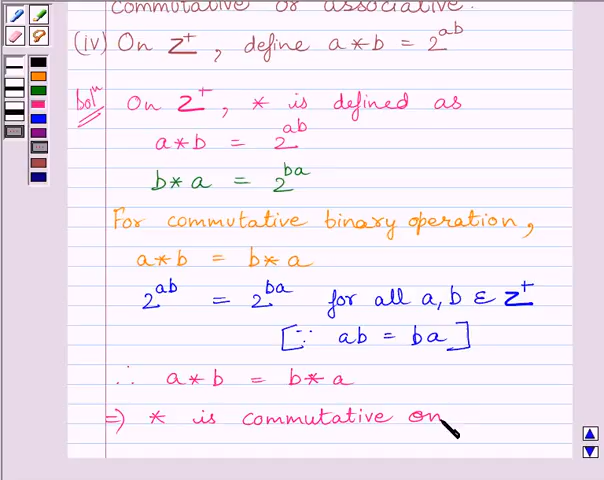 commutative or associative.
(iv) On Z⁺, define a*b = 2^ab
Solⁿ On Z⁺, * is defined as
a*b = 2^ab
b*a = 2^ba
For commutative binary operation,
a*b = b*a
2^ab = 2^ba for all a, b ε Z⁺
[∵ ab = ba]
∴ a*b = b*a
⇒ * is commutative on